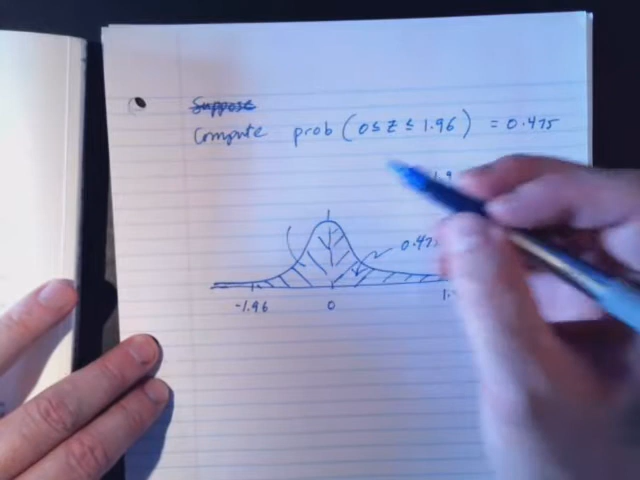 Suppose
Compute prob (0 ≤ Z ≤ 1.96) = 0.475
-1.96 0